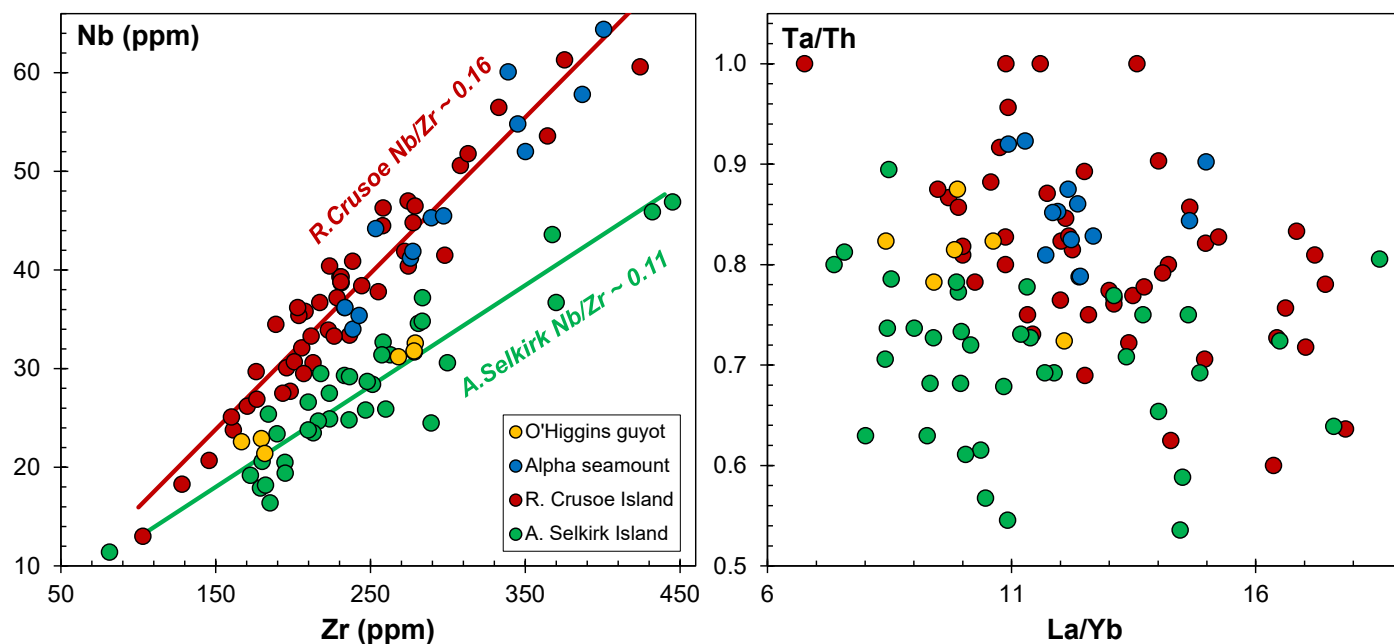 Nb (ppm)
60
50
40
30
20
10
50
150
250
350
450
Zr (ppm)
R.Crusoe Nb/Zr ~ 0.16
A.Selkirk Nb/Zr ~ 0.11
O'Higgins guyot
Alpha seamount
R. Crusoe Island
A. Selkirk Island
Ta/Th
1.0
0.9
0.8
0.7
0.6
0.5
6
11
16
La/Yb